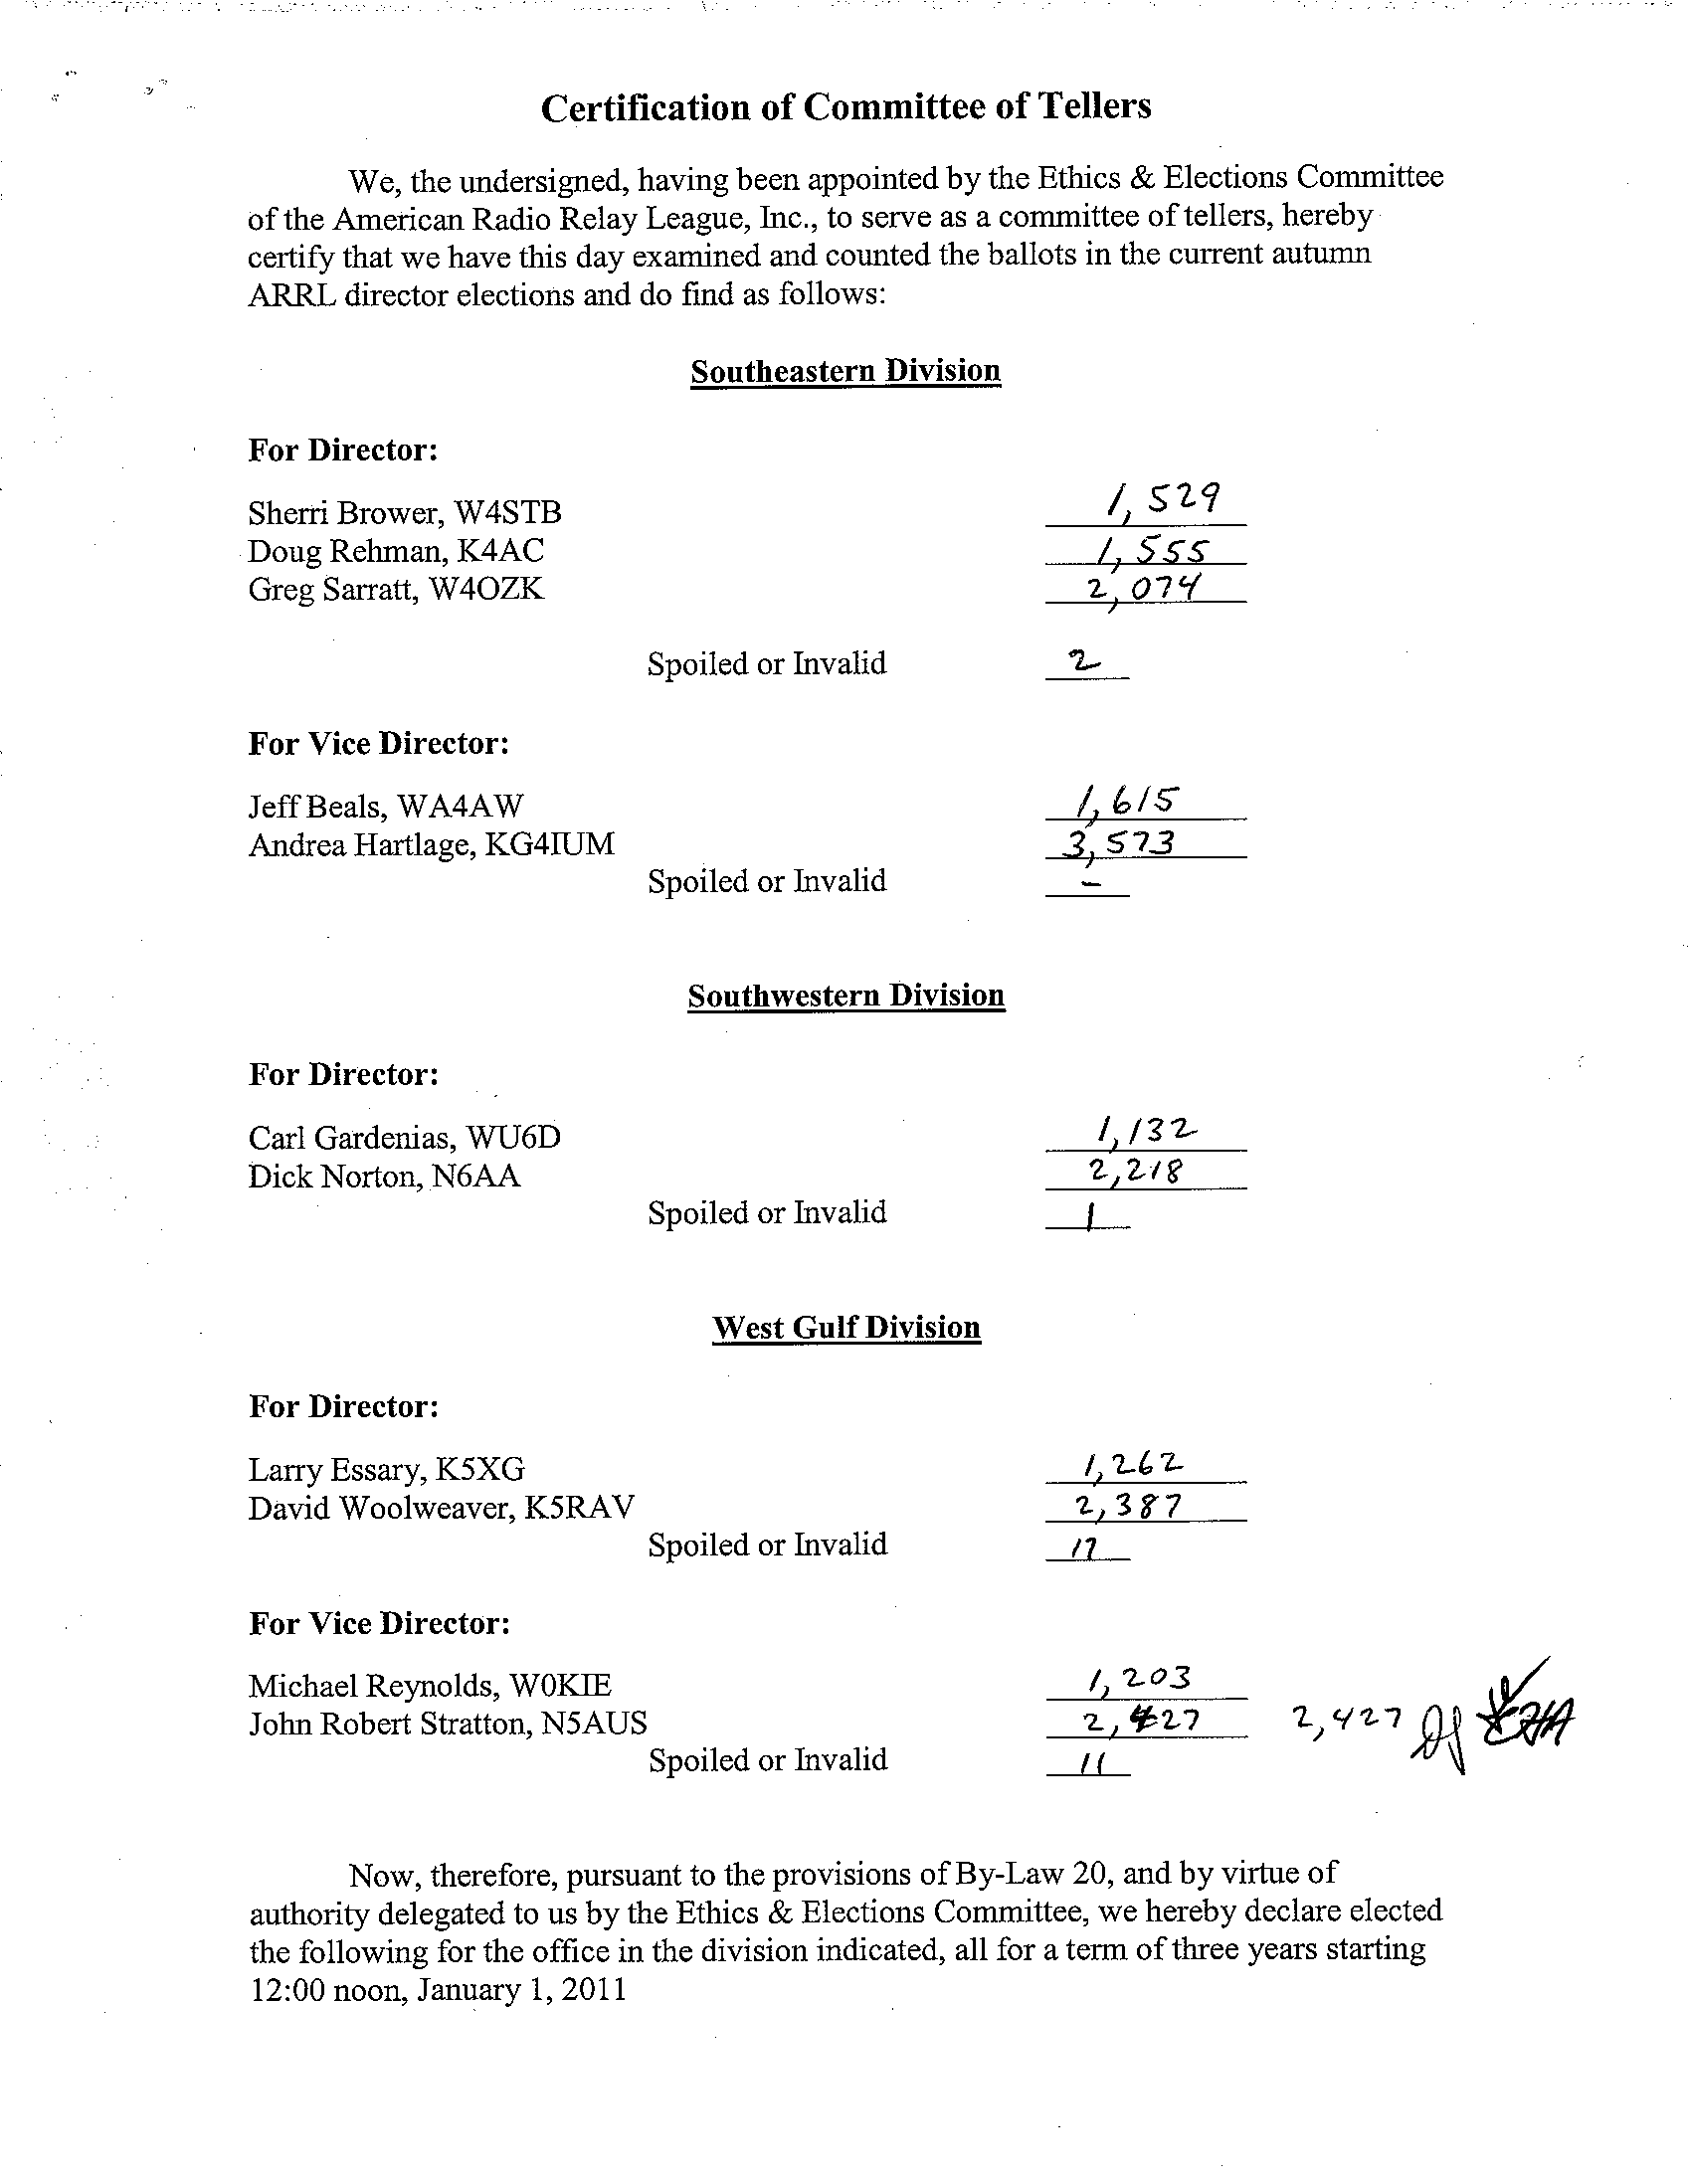 Certification of Committee of Tellers
We, the undersigned, having been appointed by the Ethics & Elections Committee
of the American Radio Relay League, Inc., to serve as a committee of tellers, hereby
certify that we have this day examined and counted the ballots in the current autumn
ARRL director elections and do find as follows:
Southeastern Division
For Director:
Sherri Brower, W4STB 1,529
Doug Rehman, K4AC 1,555
Greg Sarratt, W4OZK 2,074
Spoiled or Invalid 2
For Vice Director:
Jeff Beals, WA4AW 1,615
Andrea Hartlage, KG4IUM 3,573
Spoiled or Invalid -
Southwestern Division
For Director:
Carl Gardenias, WU6D 1,132
Dick Norton, N6AA 2,218
Spoiled or Invalid 1
West Gulf Division
For Director:
Larry Essary, K5XG 1,262
David Woolweaver, K5RAV 2,387
Spoiled or Invalid 17
For Vice Director:
Michael Reynolds, W0KIE 1,203
John Robert Stratton, N5AUS 2,427 2,427
Spoiled or Invalid 11
Now, therefore, pursuant to the provisions of By-Law 20, and by virtue of
authority delegated to us by the Ethics & Elections Committee, we hereby declare elected
the following for the office in the division indicated, all for a term of three years starting
12:00 noon, January 1, 2011